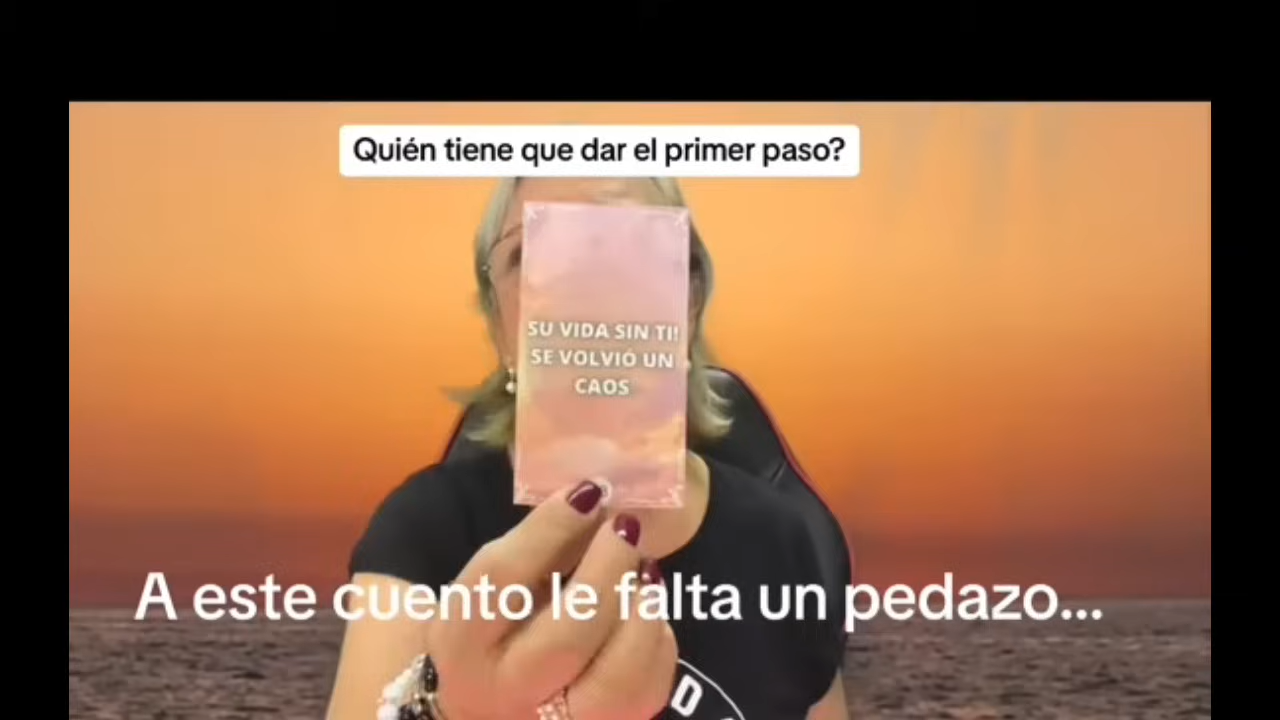 Quién tiene que dar el primer paso?
SU VIDA SIN TI!
SE VOLVIÓ UN
CAOS
A este cuento le falta un pedazo...